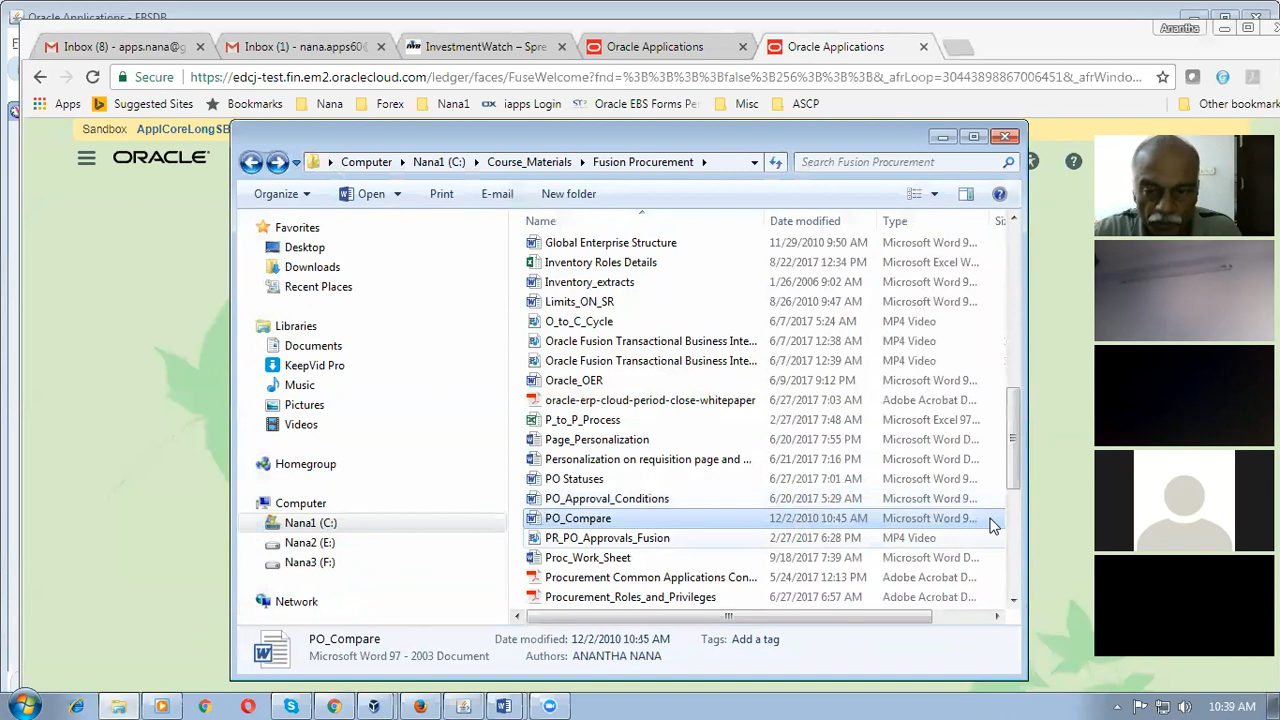 Oracle Applications - EBSDB
Anantha
Inbox (8) - apps.nana@g
Inbox (1) - nana.apps60
InvestmentWatch – Spre
Oracle Applications
Oracle Applications
Secure
https://edcj-test.fin.em2.oraclecloud.com/ledger/faces/FuseWelcome?fnd=%3B%3B%3B%3Bfalse%3B256%3B%3B%3B&_afrLoop=30443898867006451&_afrWindo...
Apps
Suggested Sites
Bookmarks
Nana
Forex
Nana1
iapps Login
Oracle EBS Forms Per
Misc
ASCP
Other bookmark
Sandbox ApplCoreLongSB
ORACLE
Computer
Nana1 (C:)
Course_Materials
Fusion Procurement
Search Fusion Procurement
Organize
Open
Print
E-mail
New folder
Favorites
Desktop
Downloads
Recent Places
Libraries
Documents
KeepVid Pro
Music
Pictures
Videos
Homegroup
Computer
Nana1 (C:)
Nana2 (E:)
Nana3 (F:)
Network
Name Date modified Type Siz
Global Enterprise Structure 11/29/2010 9:50 AM Microsoft Word 9...
Inventory Roles Details 8/22/2017 12:34 PM Microsoft Excel W...
Inventory_extracts 1/26/2006 9:02 AM Microsoft Word 9...
Limits_ON_SR 8/26/2010 9:47 AM Microsoft Word 9...
O_to_C_Cycle 6/7/2017 5:24 AM MP4 Video
Oracle Fusion Transactional Business Inte... 6/7/2017 12:38 AM MP4 Video
Oracle Fusion Transactional Business Inte... 6/7/2017 12:39 AM MP4 Video
Oracle_OER 6/9/2017 9:12 PM Microsoft Word 9...
oracle-erp-cloud-period-close-whitepaper 6/27/2017 7:03 AM Adobe Acrobat D...
P_to_P_Process 2/27/2017 7:48 AM Microsoft Excel 97...
Page_Personalization 6/20/2017 7:55 PM Microsoft Word D...
Personalization on requisition page and ... 6/21/2017 7:16 PM Microsoft Word D...
PO Statuses 6/27/2017 7:01 AM Microsoft Word 9...
PO_Approval_Conditions 6/20/2017 5:29 AM Microsoft Word 9...
PO_Compare 12/2/2010 10:45 AM Microsoft Word 9...
PR_PO_Approvals_Fusion 2/27/2017 6:28 PM MP4 Video
Proc_Work_Sheet 9/18/2017 7:39 AM Microsoft Word D...
Procurement Common Applications Con... 5/24/2017 12:13 PM Adobe Acrobat D...
Procurement_Roles_and_Privileges 6/27/2017 6:57 AM Adobe Acrobat D...
PO_Compare Date modified: 12/2/2010 10:45 AM Tags: Add a tag
Microsoft Word 97 - 2003 Document Authors: ANANTHA NANA
10:39 AM